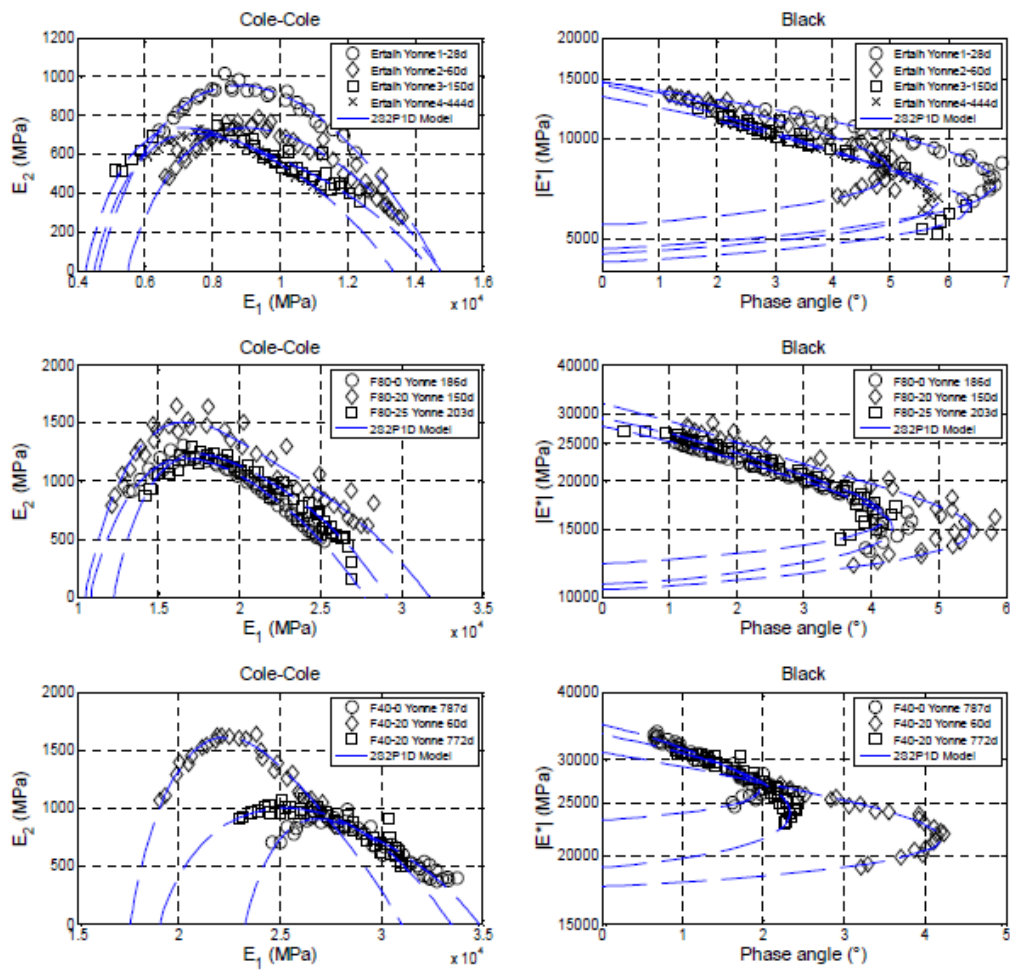 Cole-Cole
E2 (MPa)
1200
1000
800
600
400
200
0
0.4
0.6
0.8
1
1.2
1.4
1.6
E1 (MPa)
x 10^4
Ertalh Yonne1-28d
Ertalh Yonne2-60d
Ertalh Yonne3-150d
Ertalh Yonne4-444d
2S2P1D Model
Black
|E*| (MPa)
20000
15000
10000
5000
0
1
2
3
4
5
6
7
Phase angle (°)
Ertalh Yonne1-28d
Ertalh Yonne2-60d
Ertalh Yonne3-150d
Ertalh Yonne4-444d
2S2P1D Model
Cole-Cole
E2 (MPa)
2000
1500
1000
500
0
1
1.5
2
2.5
3
3.5
E1 (MPa)
x 10^4
F80-0 Yonne 186d
F80-20 Yonne 150d
F80-25 Yonne 203d
2S2P1D Model
Black
|E*| (MPa)
40000
30000
25000
20000
15000
10000
0
1
2
3
4
5
6
Phase angle (°)
F80-0 Yonne 186d
F80-20 Yonne 150d
F80-25 Yonne 203d
2S2P1D Model
Cole-Cole
E2 (MPa)
2000
1500
1000
500
0
1.5
2
2.5
3
3.5
E1 (MPa)
x 10^4
F40-0 Yonne 787d
F40-20 Yonne 60d
F40-20 Yonne 772d
2S2P1D Model
Black
|E*| (MPa)
40000
30000
25000
20000
15000
0
1
2
3
4
5
Phase angle (°)
F40-0 Yonne 787d
F40-20 Yonne 60d
F40-20 Yonne 772d
2S2P1D Model